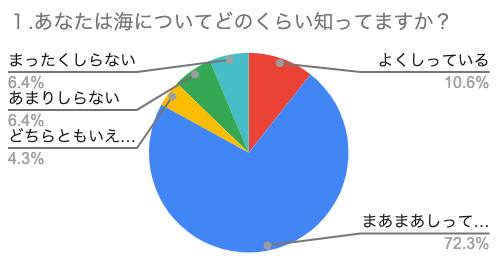 １.あなたは海についてどのくらい知ってますか？
まったくしらない
6.4%
あまりしらない
6.4%
どちらともいえ…
4.3%
よくしっている
10.6%
まあまあしって…
72.3%